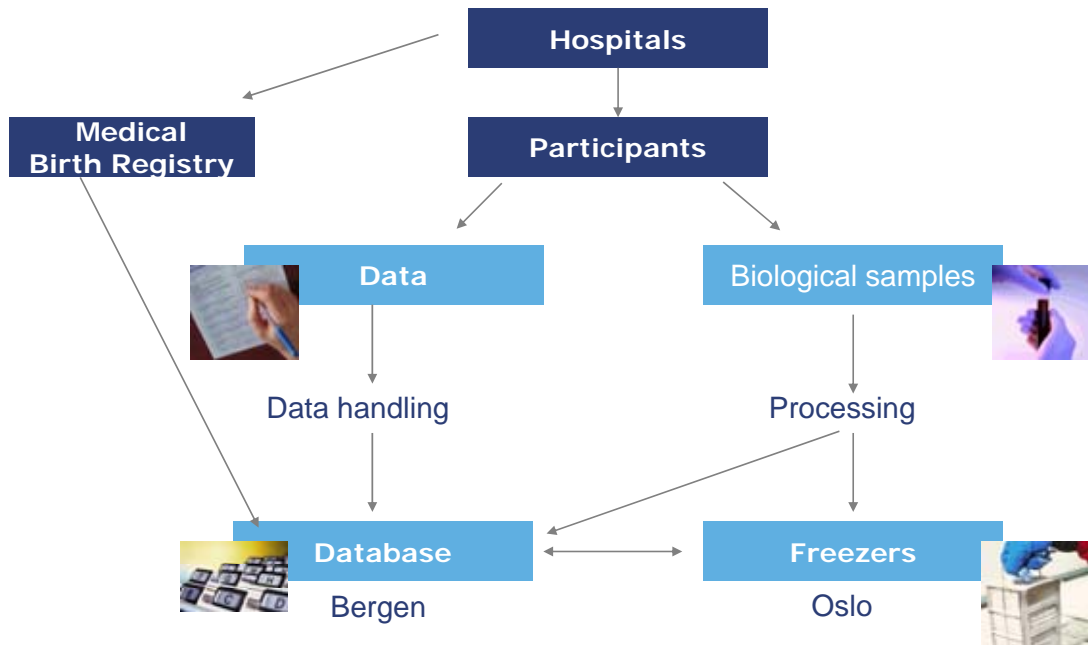 Hospitals
Medical
Birth Registry
Participants
Data
Biological samples
Data handling
Processing
Database
Freezers
Bergen
Oslo